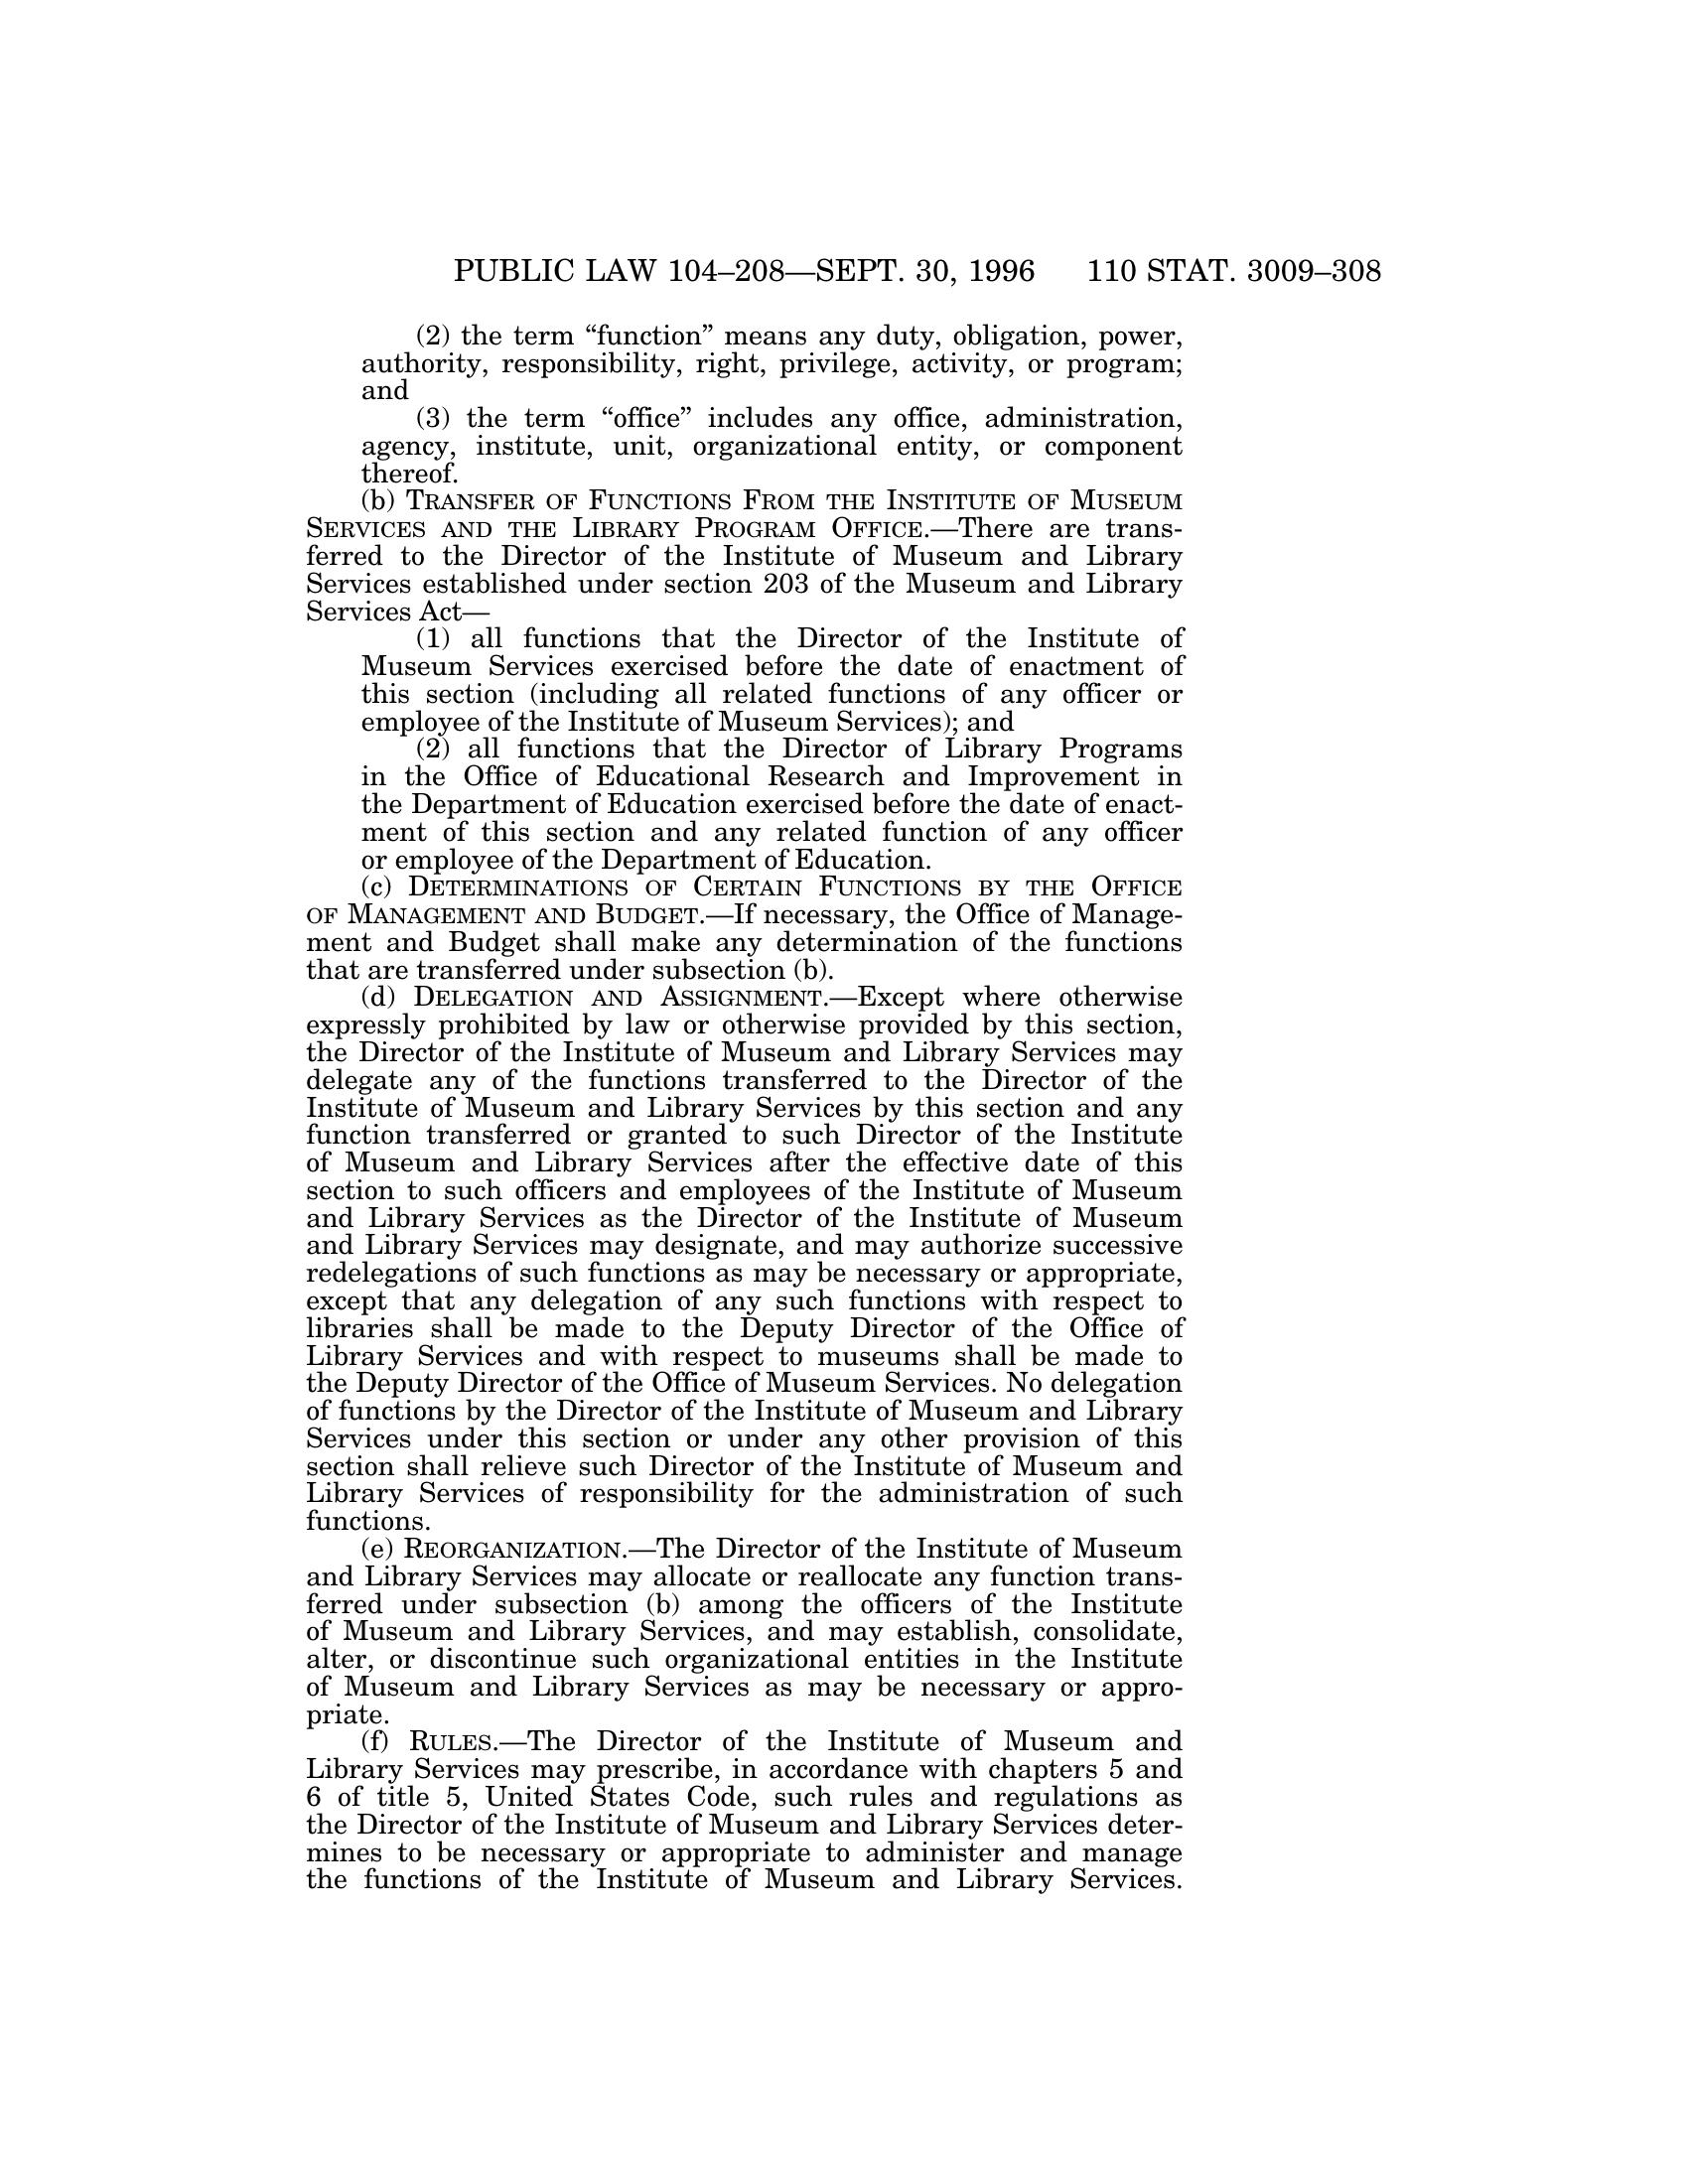 PUBLIC LAW 104–208—SEPT. 30, 1996 110 STAT. 3009–308
(2) the term “function” means any duty, obligation, power,
authority, responsibility, right, privilege, activity, or program;
and
(3) the term “office” includes any office, administration,
agency, institute, unit, organizational entity, or component
thereof.
(b) TRANSFER OF FUNCTIONS FROM THE INSTITUTE OF MUSEUM
SERVICES AND THE LIBRARY PROGRAM OFFICE.—There are trans-
ferred to the Director of the Institute of Museum and Library
Services established under section 203 of the Museum and Library
Services Act—
(1) all functions that the Director of the Institute of
Museum Services exercised before the date of enactment of
this section (including all related functions of any officer or
employee of the Institute of Museum Services); and
(2) all functions that the Director of Library Programs
in the Office of Educational Research and Improvement in
the Department of Education exercised before the date of enact-
ment of this section and any related function of any officer
or employee of the Department of Education.
(c) DETERMINATIONS OF CERTAIN FUNCTIONS BY THE OFFICE
OF MANAGEMENT AND BUDGET.—If necessary, the Office of Manage-
ment and Budget shall make any determination of the functions
that are transferred under subsection (b).
(d) DELEGATION AND ASSIGNMENT.—Except where otherwise
expressly prohibited by law or otherwise provided by this section,
the Director of the Institute of Museum and Library Services may
delegate any of the functions transferred to the Director of the
Institute of Museum and Library Services by this section and any
function transferred or granted to such Director of the Institute
of Museum and Library Services after the effective date of this
section to such officers and employees of the Institute of Museum
and Library Services as the Director of the Institute of Museum
and Library Services may designate, and may authorize successive
redelegations of such functions as may be necessary or appropriate,
except that any delegation of any such functions with respect to
libraries shall be made to the Deputy Director of the Office of
Library Services and with respect to museums shall be made to
the Deputy Director of the Office of Museum Services. No delegation
of functions by the Director of the Institute of Museum and Library
Services under this section or under any other provision of this
section shall relieve such Director of the Institute of Museum and
Library Services of responsibility for the administration of such
functions.
(e) REORGANIZATION.—The Director of the Institute of Museum
and Library Services may allocate or reallocate any function trans-
ferred under subsection (b) among the officers of the Institute
of Museum and Library Services, and may establish, consolidate,
alter, or discontinue such organizational entities in the Institute
of Museum and Library Services as may be necessary or appro-
priate.
(f) RULES.—The Director of the Institute of Museum and
Library Services may prescribe, in accordance with chapters 5 and
6 of title 5, United States Code, such rules and regulations as
the Director of the Institute of Museum and Library Services deter-
mines to be necessary or appropriate to administer and manage
the functions of the Institute of Museum and Library Services.